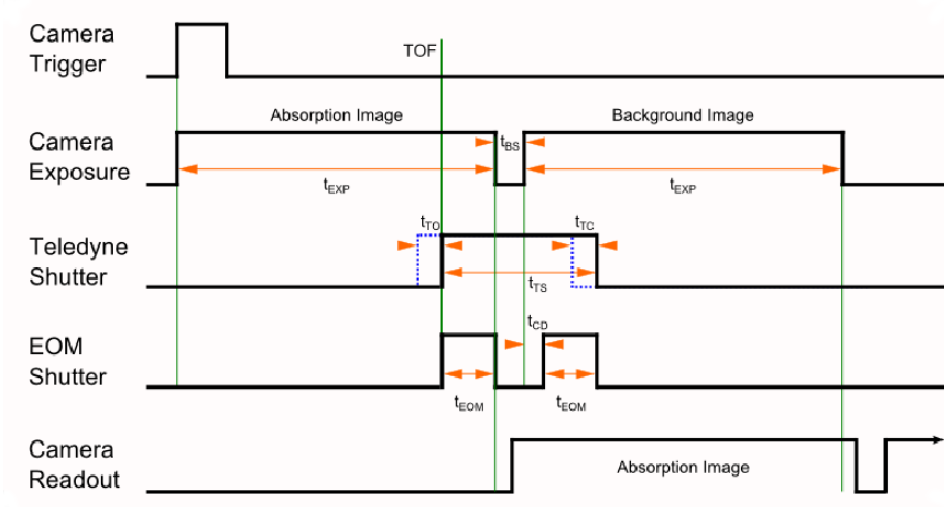 Camera
Trigger
TOF
Absorption Image
Background Image
Camera
Exposure
tBS
tEXP
tEXP
Teledyne
Shutter
tTO
tTC
tTS
EOM
Shutter
tCD
tEOM
tEOM
Camera
Readout
Absorption Image